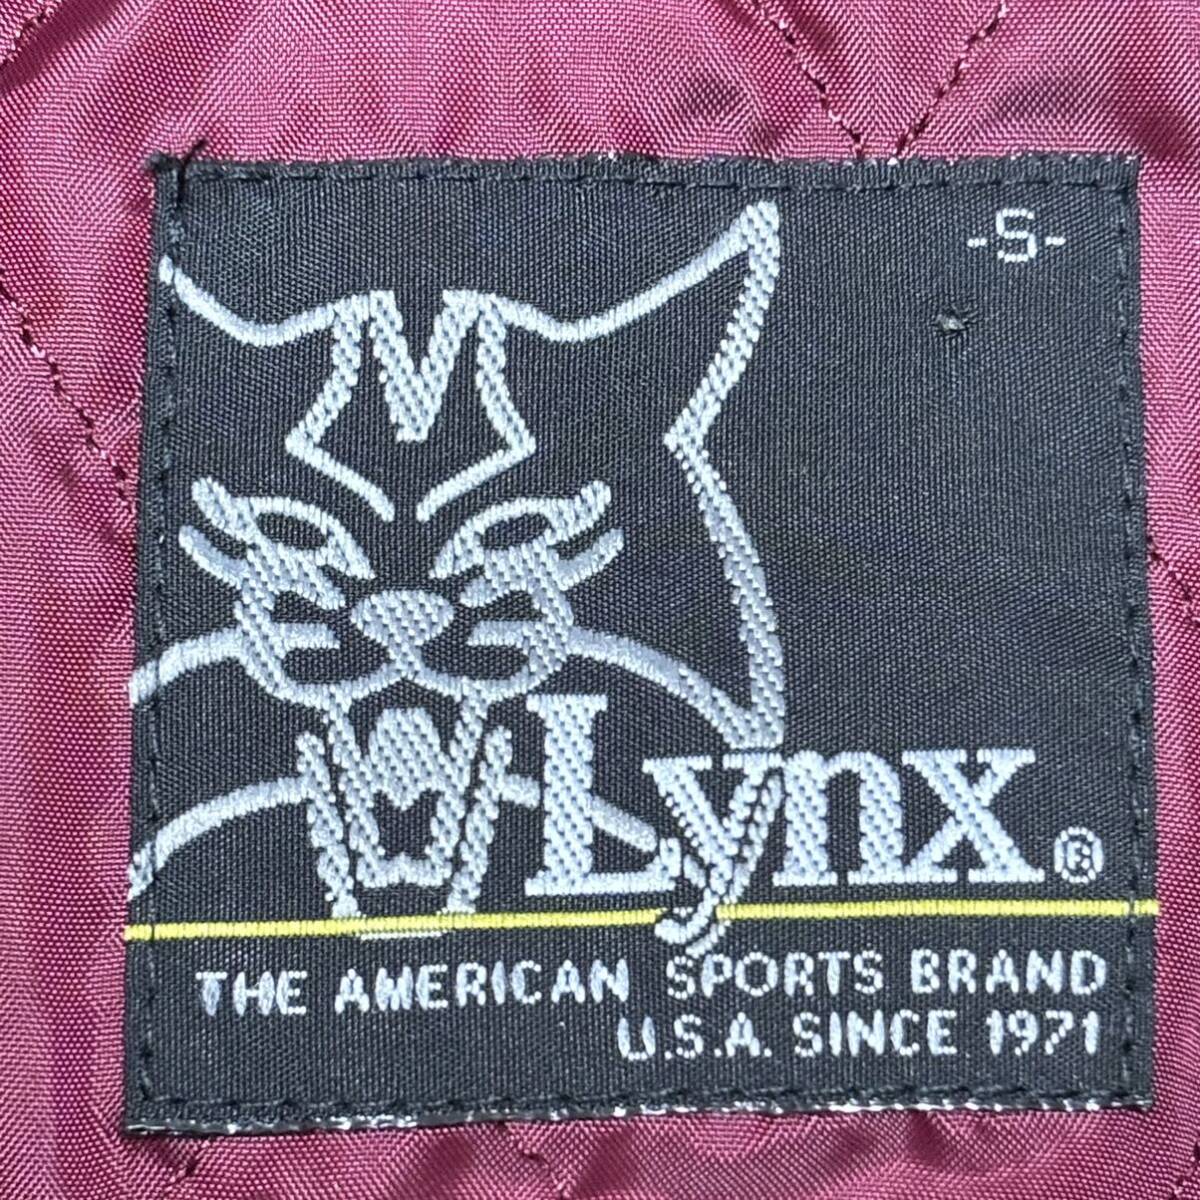 -S-
Lynx®
THE AMERICAN SPORTS BRAND
U.S.A. SINCE 1971